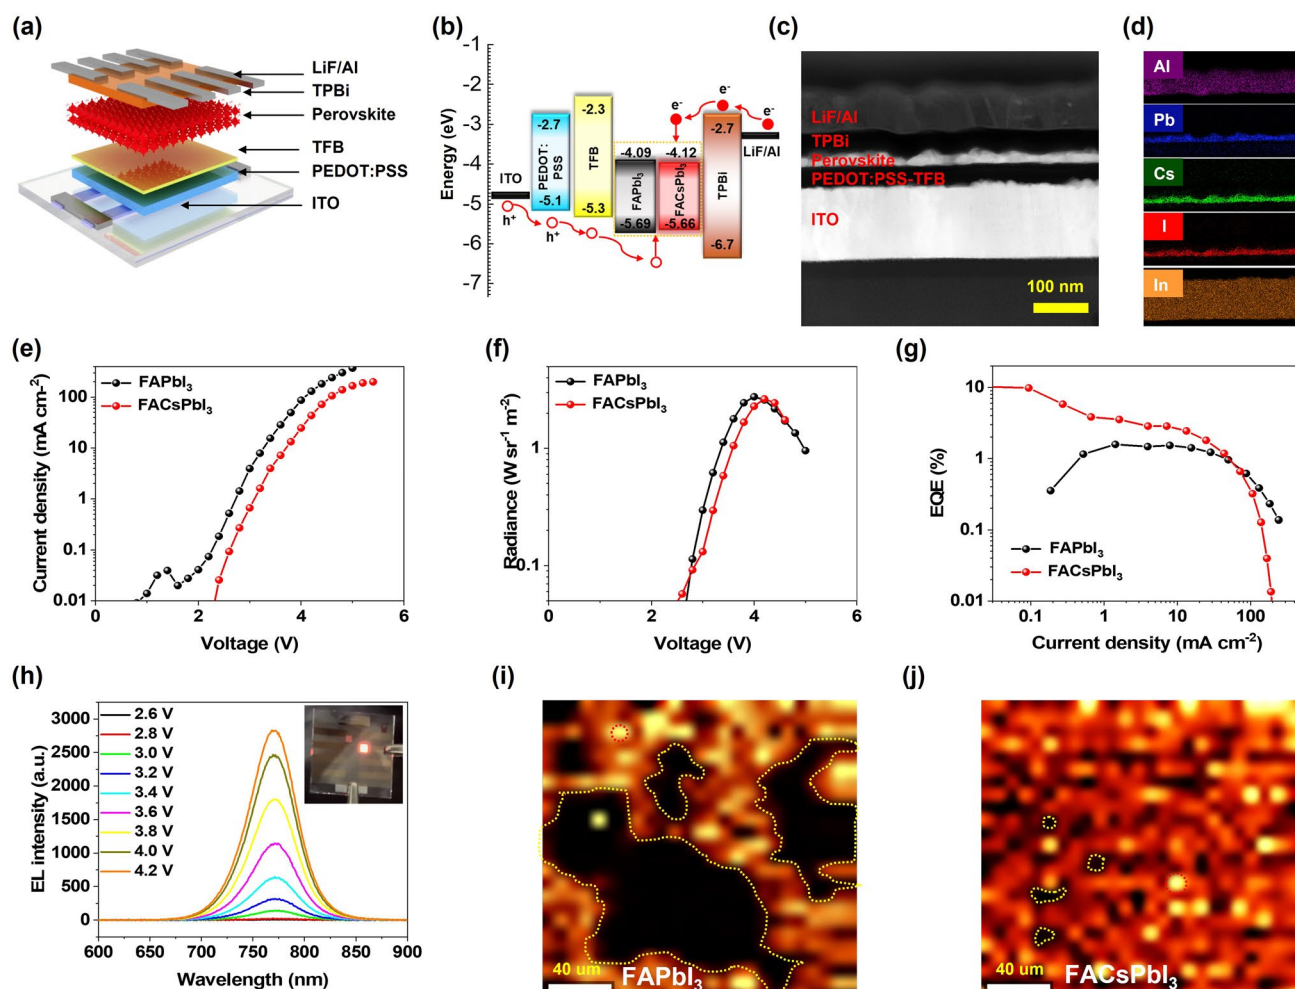 (a)
LiF/Al
TPBi
Perovskite
TFB
PEDOT:PSS
ITO
(b)
Energy (eV)
-1
-2
-3
-4
-5
-6
-7
ITO
h⁺
-2.7
PEDOT:
PSS
-5.1
h⁺
-2.3
TFB
-5.3
-4.09
FAPbI₃
-5.69
-4.12
FACsPbI₃
-5.66
e⁻
e⁻
e⁻
-2.7
TPBi
-6.7
LiF/Al
(c)
LiF/Al
TPBi
Perovskite
PEDOT:PSS-TFB
ITO
100 nm
(d)
Al
Pb
Cs
I
In
(e)
FAPbI₃
FACsPbI₃
Current density (mA cm-²)
100
10
1
0.1
0.01
0 2 4 6
Voltage (V)
(f)
FAPbI₃
FACsPbI₃
Radiance (W sr⁻¹ m⁻²)
1
0.1
0 1 2 3 4 5 6
Voltage (V)
(g)
EQE (%)
10
1
0.1
0.01
FAPbI₃
FACsPbI₃
0.1 1 10 100
Current density (mA cm⁻²)
(h)
EL intensity (a.u.)
3000
2500
2000
1500
1000
500
0
2.6 V
2.8 V
3.0 V
3.2 V
3.4 V
3.6 V
3.8 V
4.0 V
4.2 V
600 650 700 750 800 850 900
Wavelength (nm)
(i)
40 um
FAPbI₃
(j)
40 um
FACsPbI₃